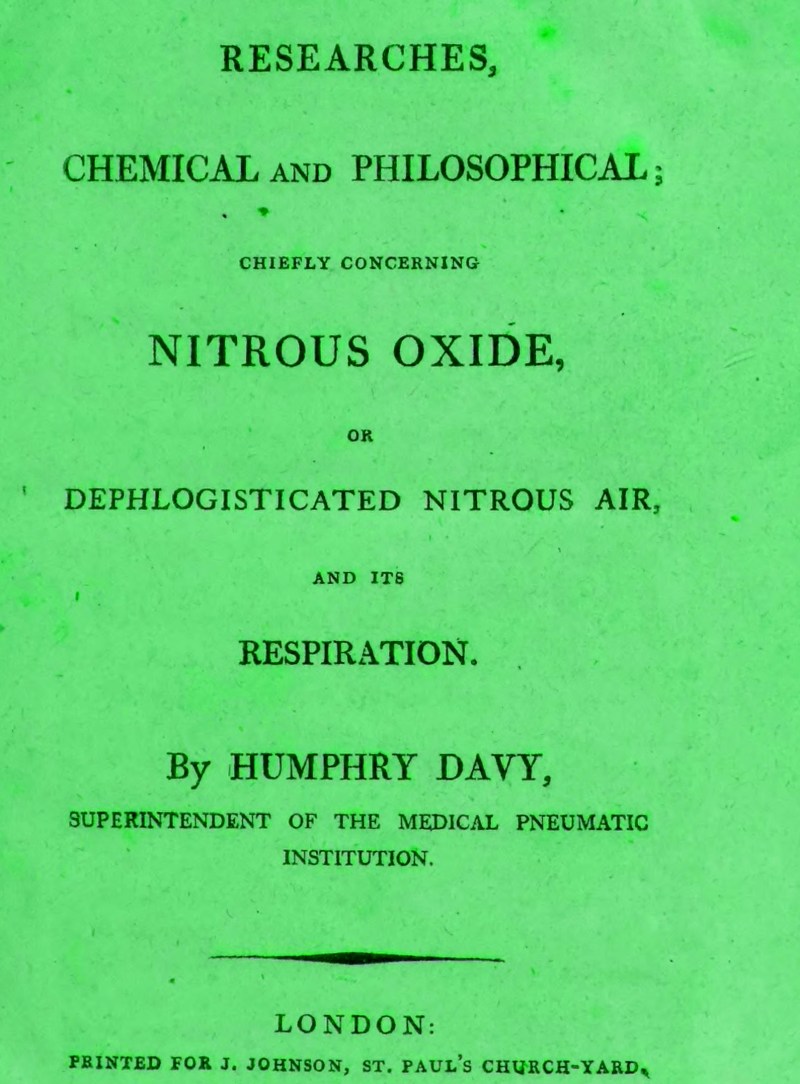 RESEARCHES,
CHEMICAL AND PHILOSOPHICAL;
CHIEFLY CONCERNING
NITROUS OXIDE,
OR
DEPHLOGISTICATED NITROUS AIR,
AND ITS
RESPIRATION.
By HUMPHRY DAVY,
SUPERINTENDENT OF THE MEDICAL PNEUMATIC
INSTITUTION.
LONDON:
PRINTED FOR J. JOHNSON, ST. PAUL'S CHURCH-YARD,